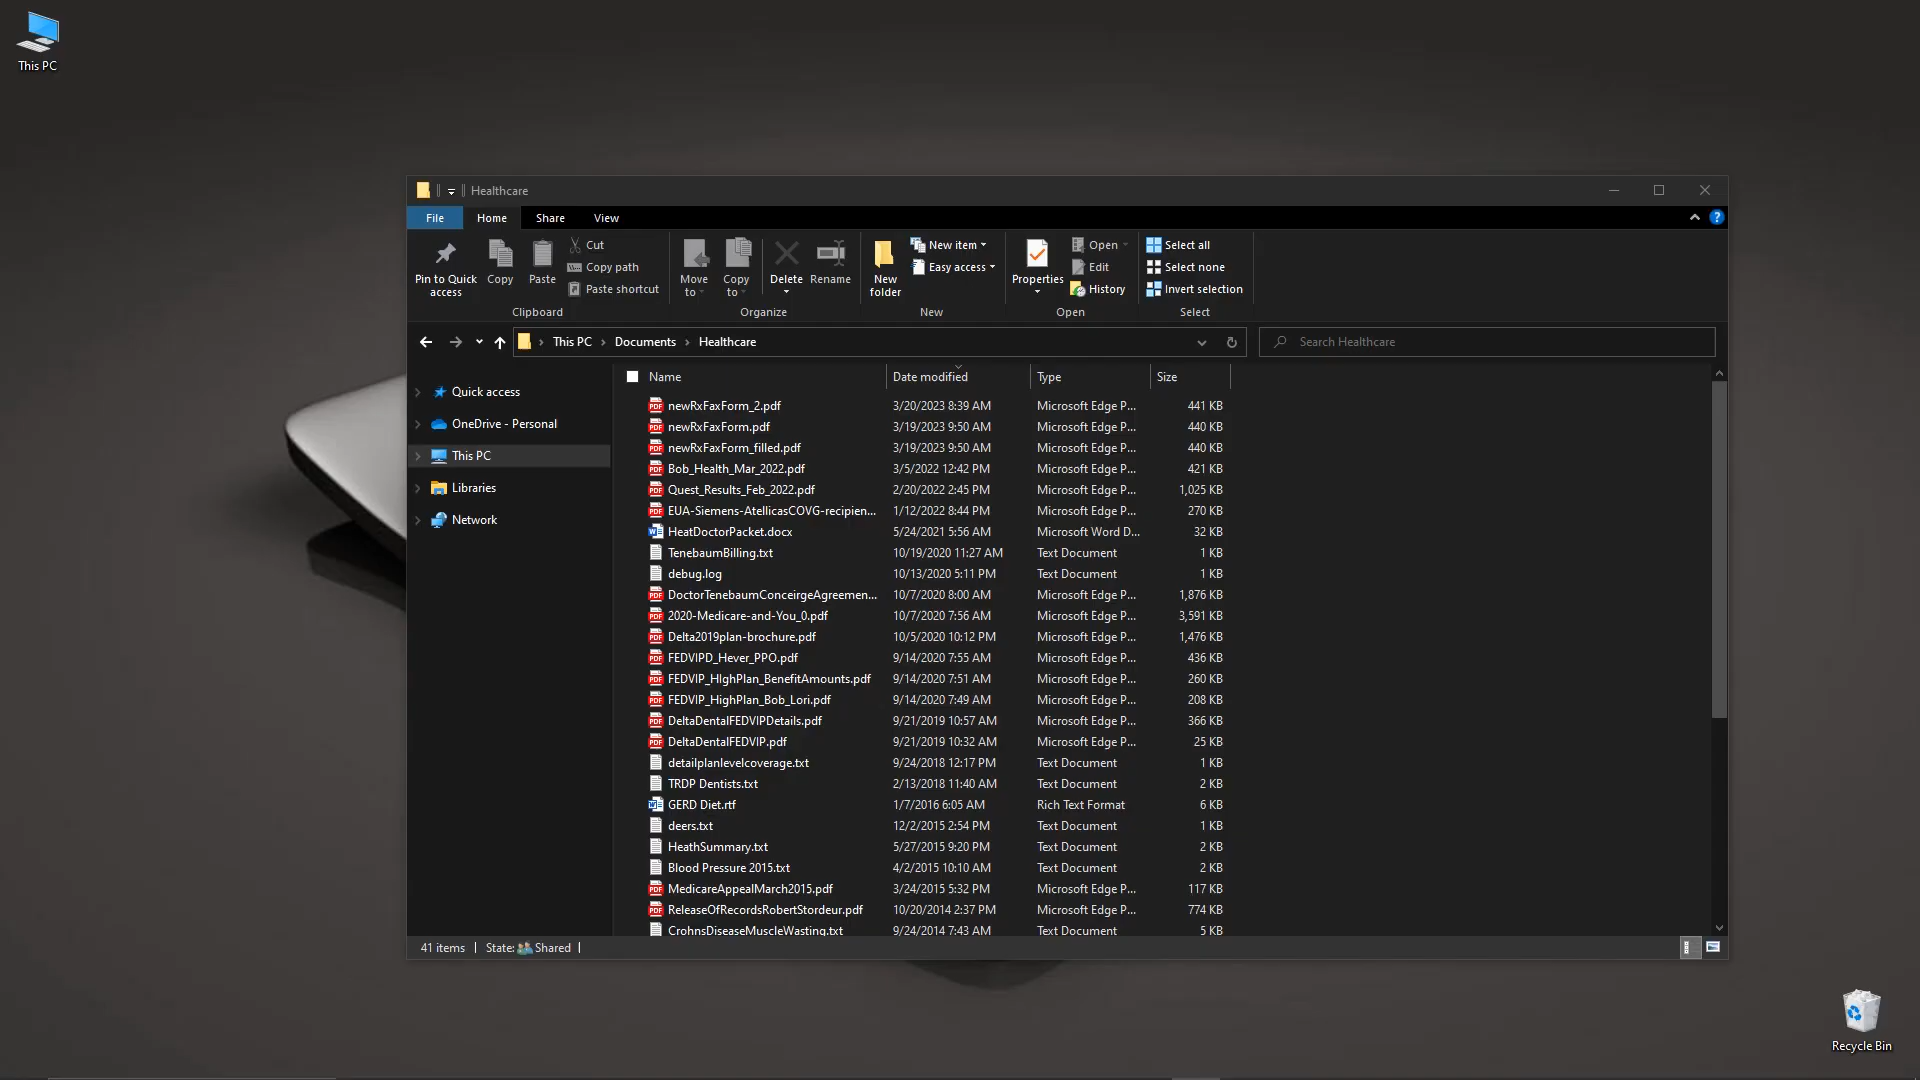 This PC
Healthcare
File Home Share View
Pin to Quick access
Copy
Paste
Cut
Copy path
Paste shortcut
Clipboard
Move to
Copy to
Delete
Rename
Organize
New folder
New item
Easy access
New
Properties
Open
Edit
History
Open
Select all
Select none
Invert selection
Select
This PC > Documents > Healthcare
Search Healthcare
Quick access
OneDrive - Personal
This PC
Libraries
Network
Name Date modified Type Size
newRxFaxForm_2.pdf 3/20/2023 8:39 AM Microsoft Edge P... 441 KB
newRxFaxForm.pdf 3/19/2023 9:50 AM Microsoft Edge P... 440 KB
newRxFaxForm_filled.pdf 3/19/2023 9:50 AM Microsoft Edge P... 440 KB
Bob_Health_Mar_2022.pdf 3/5/2022 12:42 PM Microsoft Edge P... 421 KB
Quest_Results_Feb_2022.pdf 2/20/2022 2:45 PM Microsoft Edge P... 1,025 KB
EUA-Siemens-AtellicasCOVG-recipien... 1/12/2022 8:44 PM Microsoft Edge P... 270 KB
HeatDoctorPacket.docx 5/24/2021 5:56 AM Microsoft Word D... 32 KB
TenebaumBilling.txt 10/19/2020 11:27 AM Text Document 1 KB
debug.log 10/13/2020 5:11 PM Text Document 1 KB
DoctorTenebaumConceirgeAgreemen... 10/7/2020 8:00 AM Microsoft Edge P... 1,876 KB
2020-Medicare-and-You_0.pdf 10/7/2020 7:56 AM Microsoft Edge P... 3,591 KB
Delta2019plan-brochure.pdf 10/5/2020 10:12 PM Microsoft Edge P... 1,476 KB
FEDVIPD_Hever_PPO.pdf 9/14/2020 7:55 AM Microsoft Edge P... 436 KB
FEDVIP_HIghPlan_BenefitAmounts.pdf 9/14/2020 7:51 AM Microsoft Edge P... 260 KB
FEDVIP_HighPlan_Bob_Lori.pdf 9/14/2020 7:49 AM Microsoft Edge P... 208 KB
DeltaDentalFEDVIPDetails.pdf 9/21/2019 10:57 AM Microsoft Edge P... 366 KB
DeltaDentalFEDVIP.pdf 9/21/2019 10:32 AM Microsoft Edge P... 25 KB
detailplanlevelcoverage.txt 9/24/2018 12:17 PM Text Document 1 KB
TRDP Dentists.txt 2/13/2018 11:40 AM Text Document 2 KB
GERD Diet.rtf 1/7/2016 6:05 AM Rich Text Format 6 KB
deers.txt 12/2/2015 2:54 PM Text Document 1 KB
HeathSummary.txt 5/27/2015 9:20 PM Text Document 2 KB
Blood Pressure 2015.txt 4/2/2015 10:10 AM Text Document 2 KB
MedicareAppealMarch2015.pdf 3/24/2015 5:32 PM Microsoft Edge P... 117 KB
ReleaseOfRecordsRobertStordeur.pdf 10/20/2014 2:37 PM Microsoft Edge P... 774 KB
CrohnsDiseaseMuscleWasting.txt 9/24/2014 7:43 AM Text Document 5 KB
41 items State: Shared
Recycle Bin